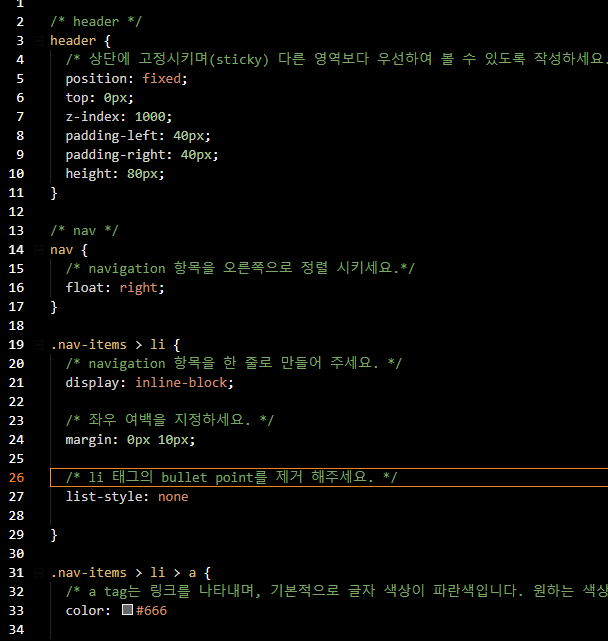 1
2 /* header */
3 header {
4 /* 상단에 고정시키며(sticky) 다른 영역보다 우선하여 볼 수 있도록 작성하세요.
5 position: fixed;
6 top: 0px;
7 z-index: 1000;
8 padding-left: 40px;
9 padding-right: 40px;
10 height: 80px;
11 }
12
13 /* nav */
14 nav {
15 /* navigation 항목을 오른쪽으로 정렬 시키세요.*/
16 float: right;
17 }
18
19 .nav-items > li {
20 /* navigation 항목을 한 줄로 만들어 주세요. */
21 display: inline-block;
22
23 /* 좌우 여백을 지정하세요. */
24 margin: 0px 10px;
25
26 /* li 태그의 bullet point를 제거 해주세요. */
27 list-style: none
28
29 }
30
31 .nav-items > li > a {
32 /* a tag는 링크를 나타내며, 기본적으로 글자 색상이 파란색입니다. 원하는 색상
33 color: #666
34